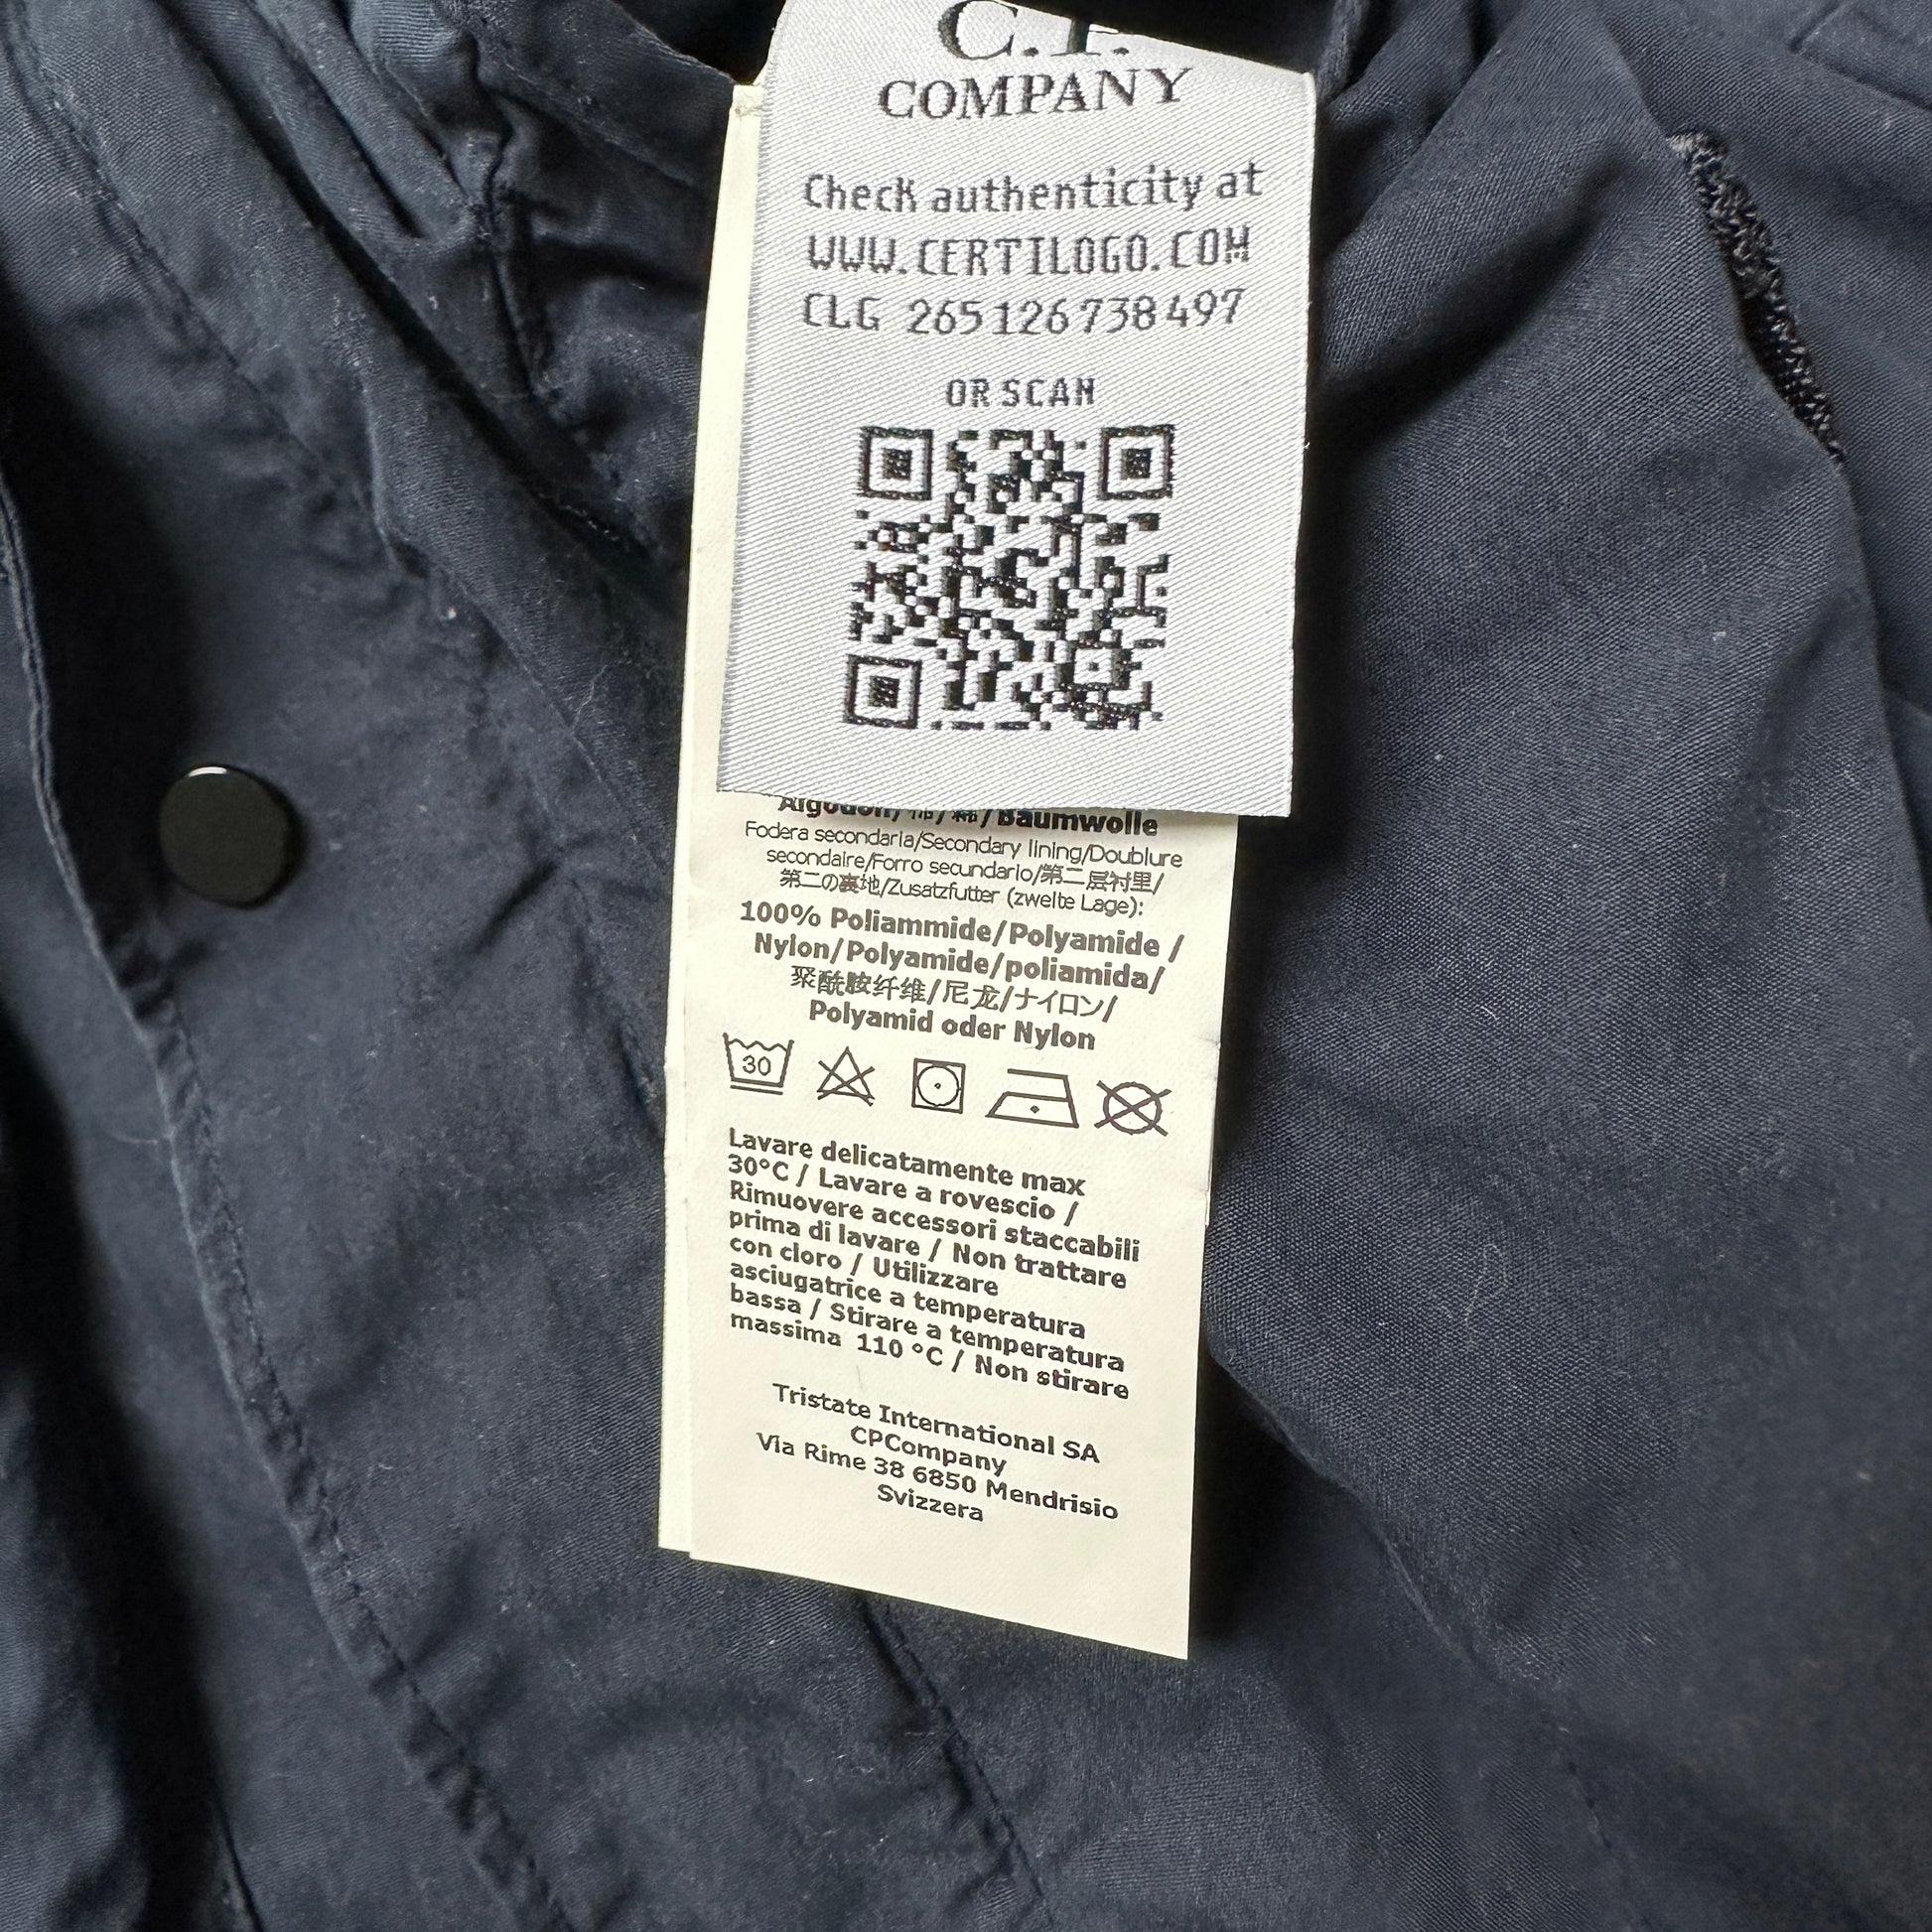 C.P.
COMPANY
Check authenticity at
WWW.CERTILOGO.COM
CLG 265126738497
OR SCAN
Algodon/棉/綿/Baumwolle
Fodera secondaria/Secondary lining/Doublure
secondaire/Forro secundario/第二层衬里/
第二の裏地/Zusatzfutter (zweite Lage):
100% Poliammide/Polyamide /
Nylon/Polyamide/poliamida/
聚酰胺纤维/尼龙/ナイロン/
Polyamid oder Nylon
30
Lavare delicatamente max
30°C / Lavare a rovescio /
Rimuovere accessori staccabili
prima di lavare / Non trattare
con cloro / Utilizzare
asciugatrice a temperatura
bassa / Stirare a temperatura
massima 110 °C / Non stirare
Tristate International SA
CPCompany
Via Rime 38 6850 Mendrisio
Svizzera